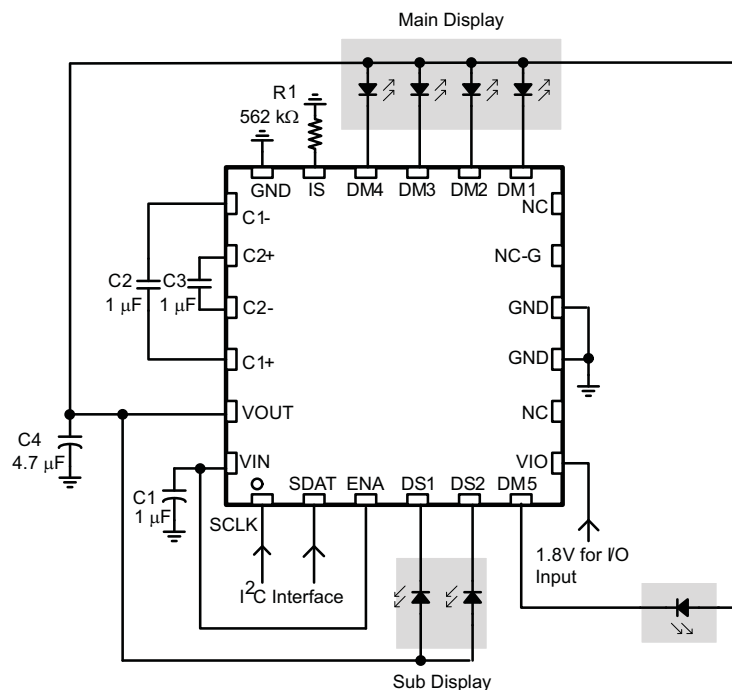 Main Display
R1
562 kΩ
GND
IS
DM4
DM3
DM2
DM1
C1-
NC
C2+
NC-G
C2
1 μF
C3
1 μF
C2-
GND
C1+
GND
VOUT
NC
C4
4.7 μF
VIN
VIO
C1
1 μF
SDAT
ENA
DS1
DS2
DM5
SCLK
I²C Interface
1.8V for I/O
Input
Sub Display